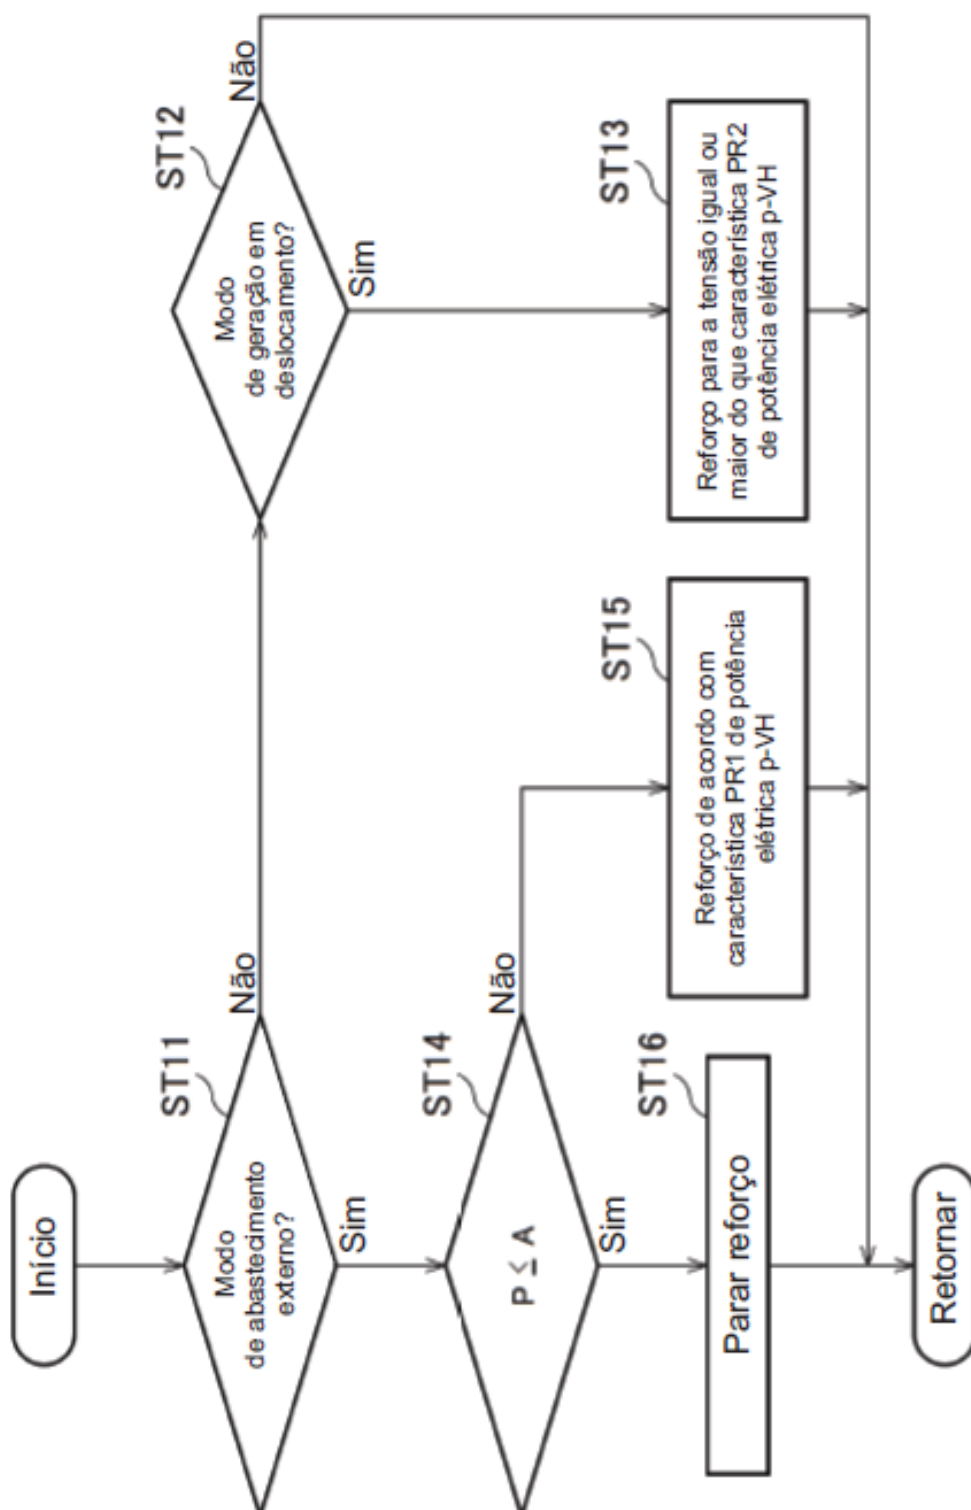 Início
ST11
Modo
de abastecimento
externo?
Não
Sim
ST12
Modo
de geração em
deslocamento?
Não
Sim
ST14
P ≤ A
Não
Sim
ST16
Parar reforço
ST15
Reforço de acordo com
característica PR1 de potência
elétrica p-VH
ST13
Reforço para a tensão igual ou
maior do que característica PR2
de potência elétrica p-VH
Retornar